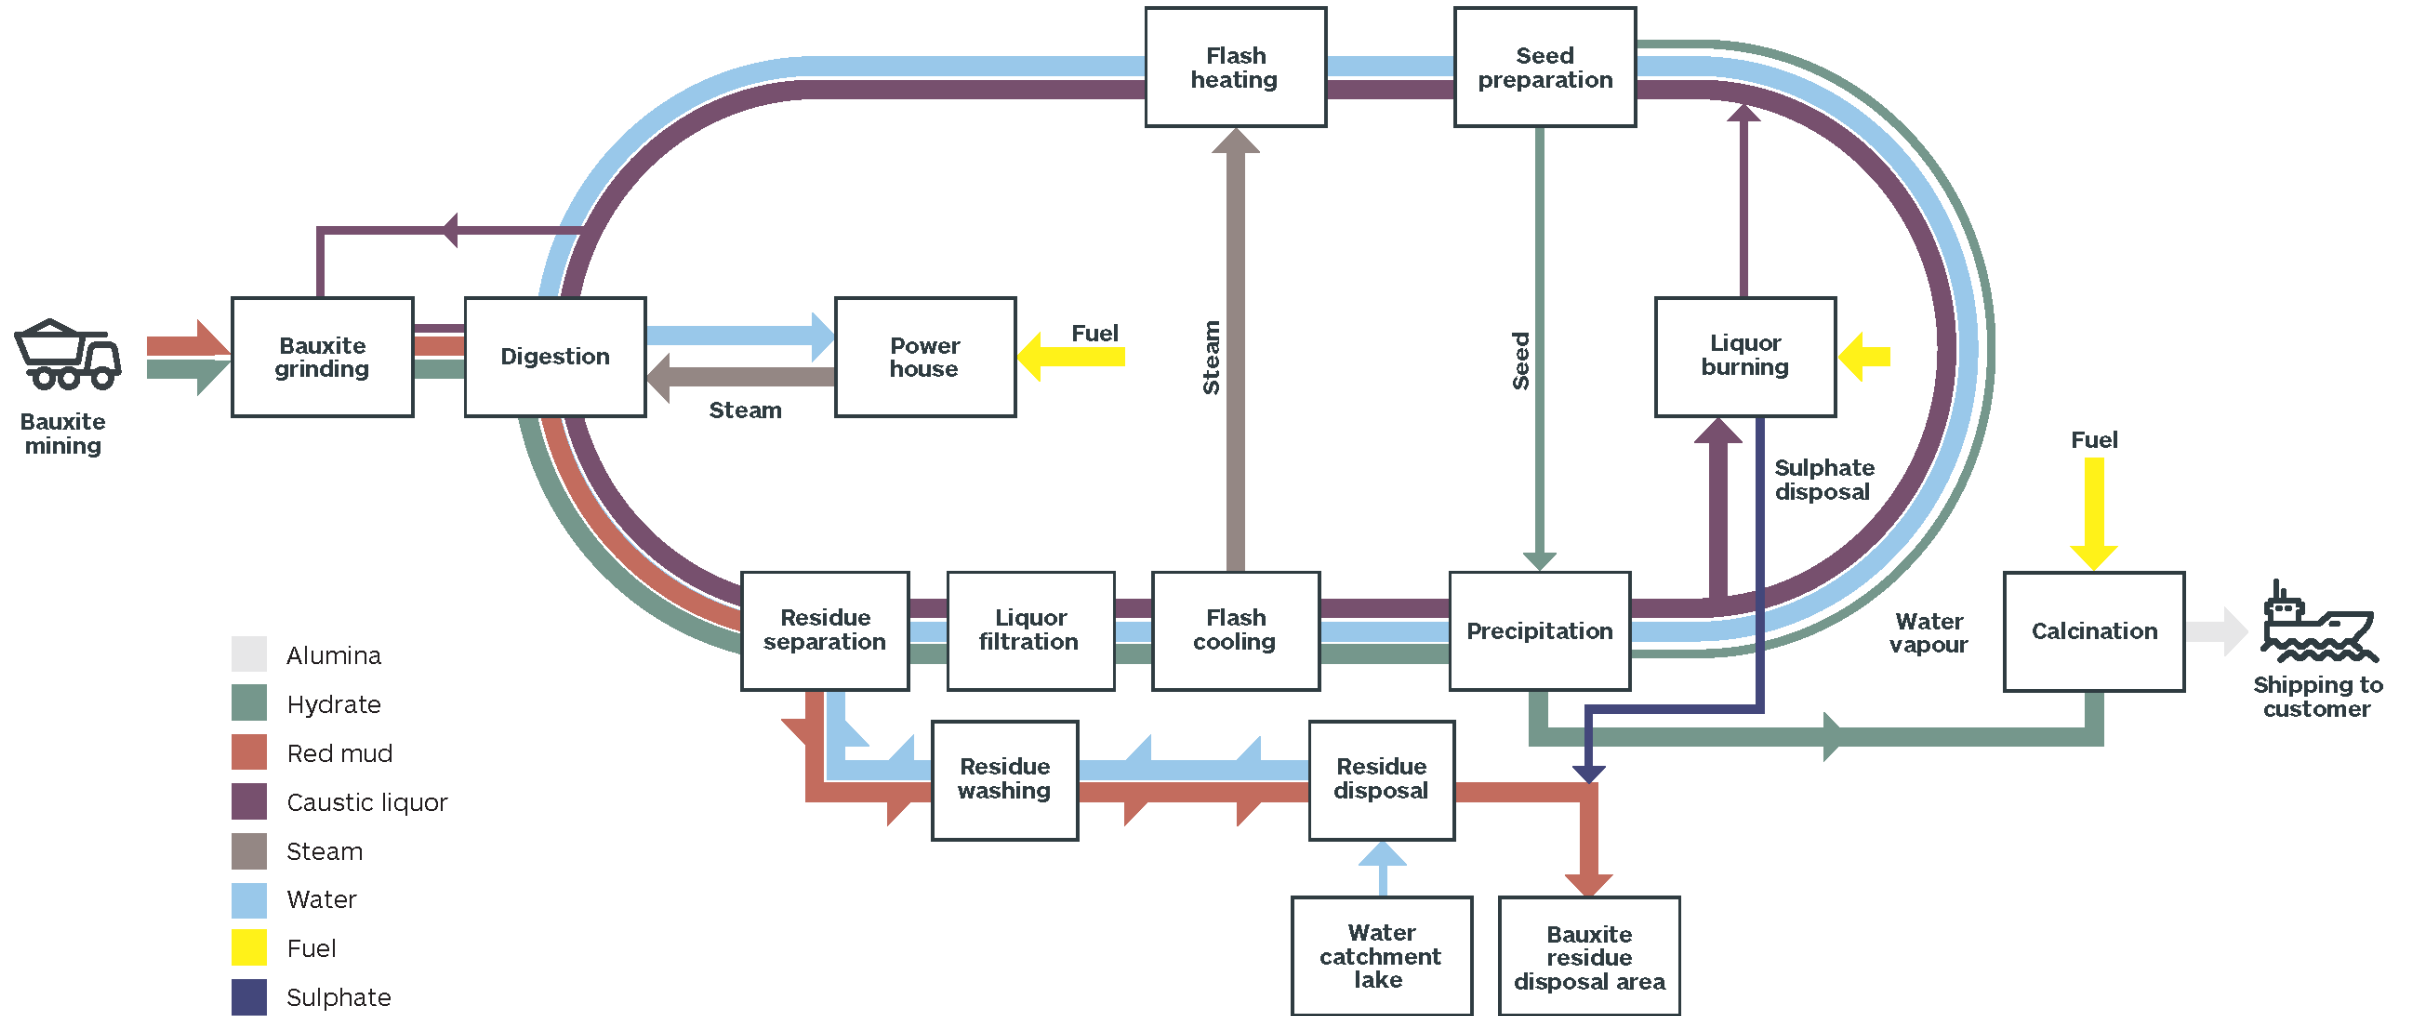 Flash
heating
Seed
preparation
Bauxite
mining
Bauxite
grinding
Digestion
Steam
Power
house
Fuel
Steam
Seed
Liquor
burning
Sulphate
disposal
Fuel
Residue
separation
Liquor
filtration
Flash
cooling
Precipitation
Water
vapour
Calcination
Shipping to
customer
Residue
washing
Residue
disposal
Water
catchment
lake
Bauxite
residue
disposal area
Alumina
Hydrate
Red mud
Caustic liquor
Steam
Water
Fuel
Sulphate